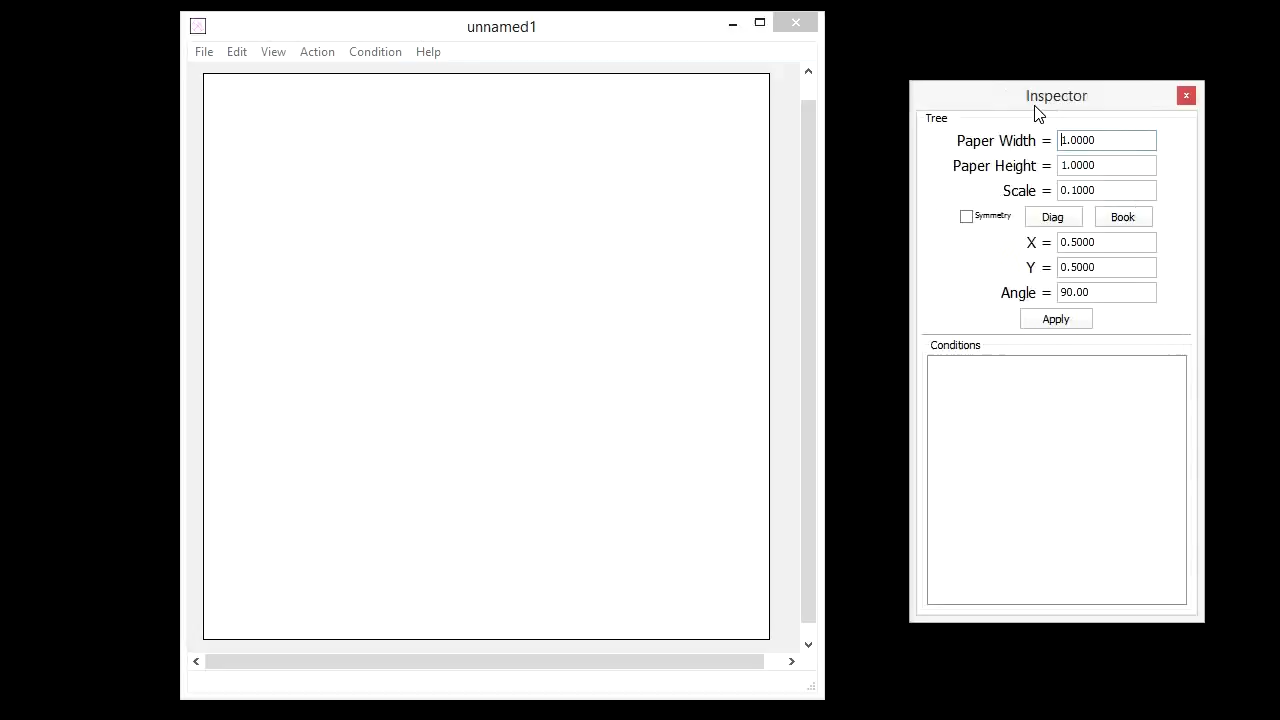 unnamed1
File Edit View Action Condition Help
Inspector
Tree
Paper Width = 1.0000
Paper Height = 1.0000
Scale = 0.1000
Symmetry Diag Book
X = 0.5000
Y = 0.5000
Angle = 90.00
Apply
Conditions